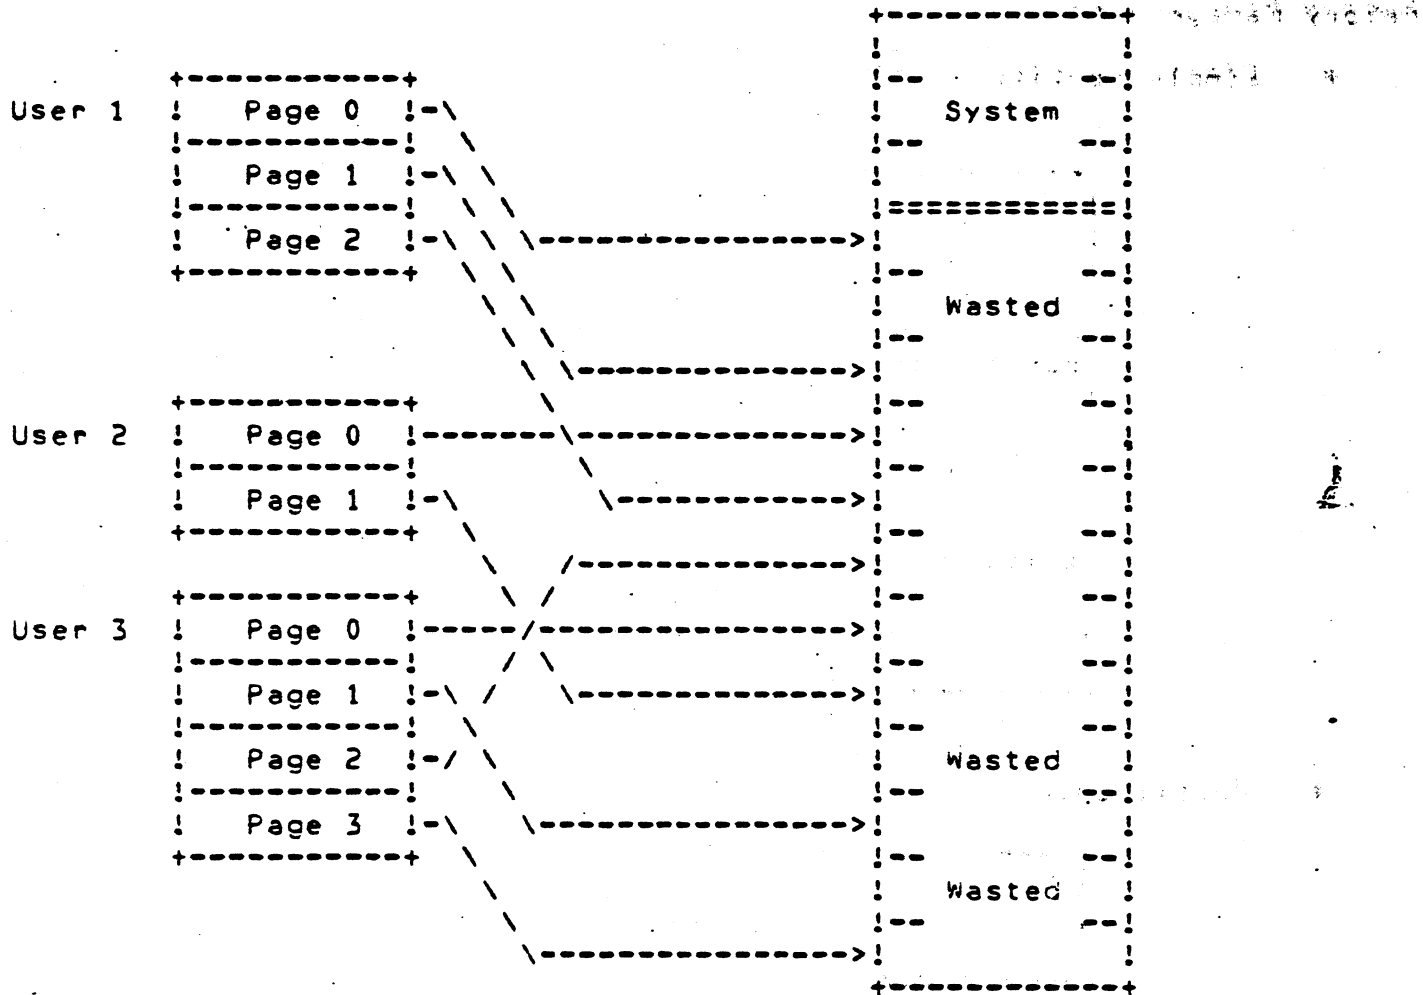 User 1
Page 0
Page 1
Page 2
System
Wasted
User 2
Page 0
Page 1
User 3
Page 0
Page 1
Page 2
Page 3
Wasted
Wasted